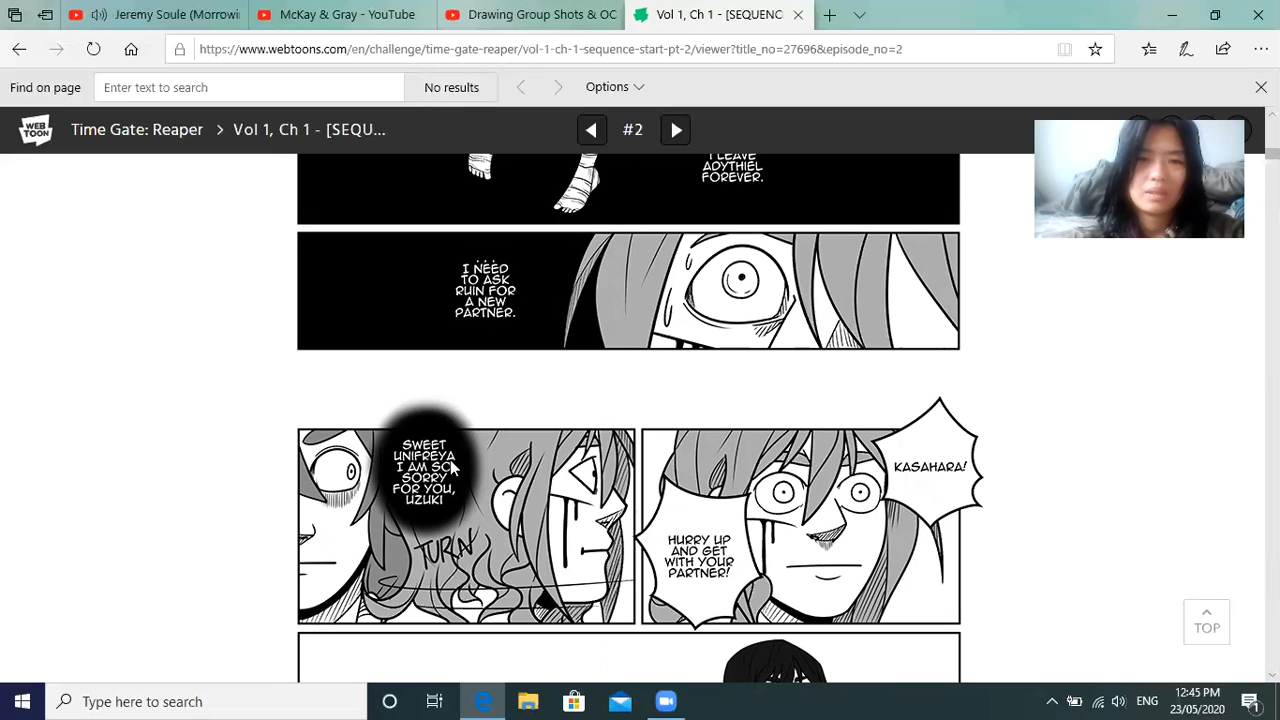 Jeremy Soule (Morrowi
McKay & Gray - YouTube
Drawing Group Shots & OC
Vol 1, Ch 1 - [SEQUENC
https://www.webtoons.com/en/challenge/time-gate-reaper/vol-1-ch-1-sequence-start-pt-2/viewer?title_no=27696&episode_no=2
Find on page
Enter text to search
No results
Options
WEB
TOON
Time Gate: Reaper
Vol 1, Ch 1 - [SEQU...
#2
I LEAVE
ADYTHIEL
FOREVER.
...
I NEED
TO ASK
RUIN FOR
A NEW
PARTNER.
SWEET
UNIFREYA
I AM SO
SORRY
FOR YOU,
UZUKI
TURN
KASAHARA!
HURRY UP
AND GET
WITH YOUR
PARTNER!
TOP
Type here to search
ENG
12:45 PM
23/05/2020
1